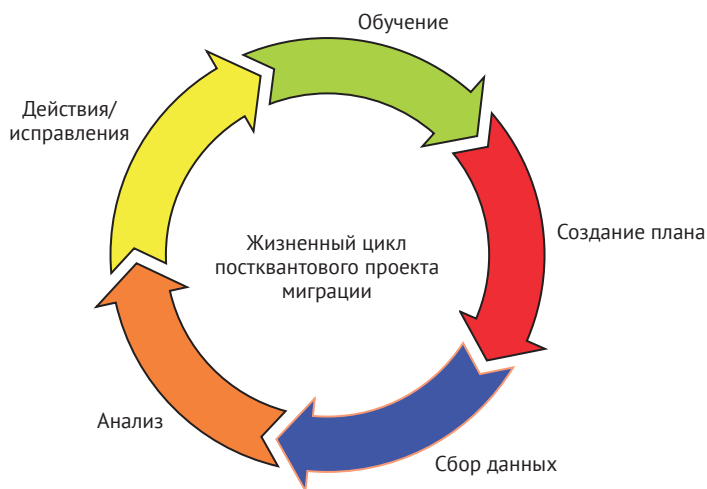 Обучение
Действия/
исправления
Создание плана
Жизненный цикл
постквантового проекта
миграции
Анализ
Сбор данных